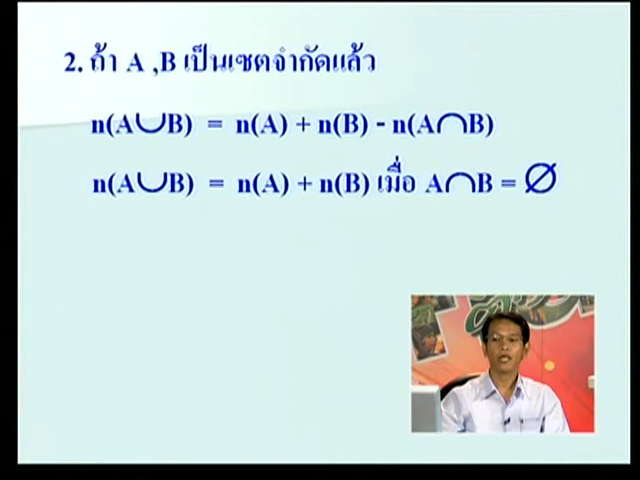 2. ถ้า A ,B เป็นเซตจำกัดแล้ว
n(A∪B) = n(A) + n(B) - n(A∩B)
n(A∪B) = n(A) + n(B) เมื่อ A∩B = ∅